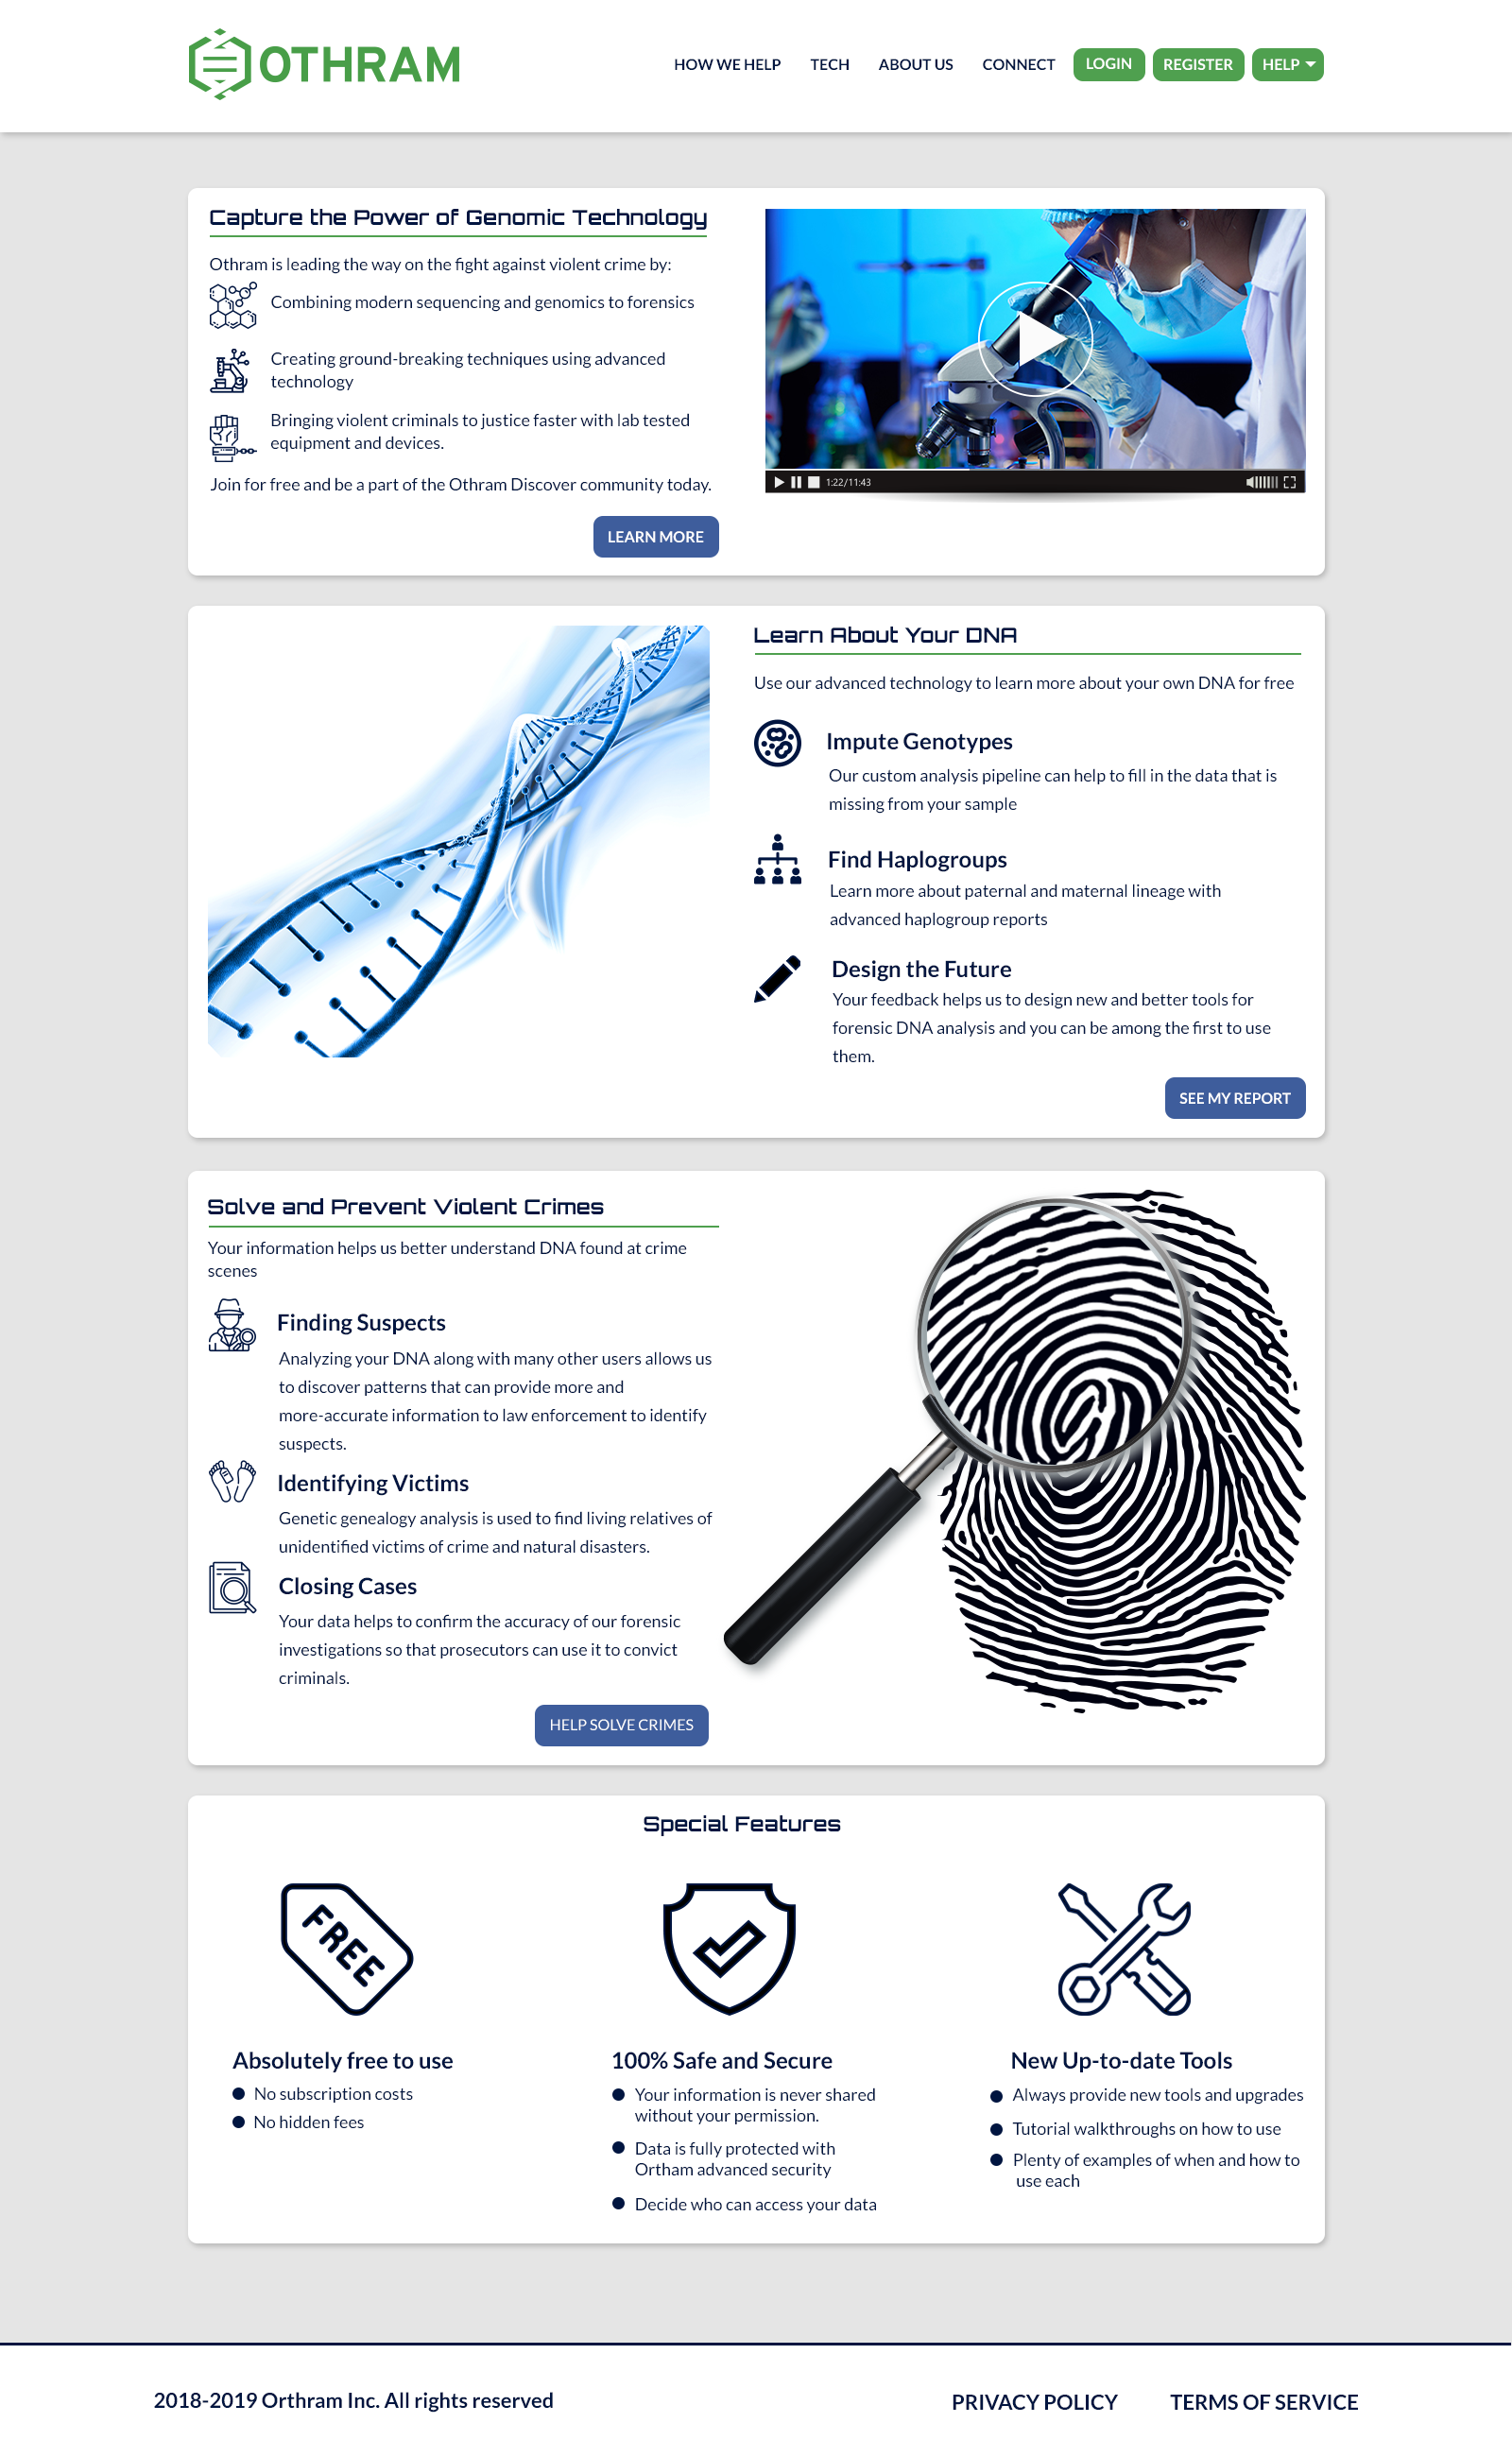 OTHRAM
HOW WE HELP TECH ABOUT US CONNECT LOGIN REGISTER HELP
Capture the Power of Genomic Technology
Othram is leading the way on the fight against violent crime by:
Combining modern sequencing and genomics to forensics
Creating ground-breaking techniques using advanced
technology
Bringing violent criminals to justice faster with lab tested
equipment and devices.
Join for free and be a part of the Othram Discover community today.
LEARN MORE
1:22/11:43
Learn About Your DNA
Use our advanced technology to learn more about your own DNA for free
Impute Genotypes
Our custom analysis pipeline can help to fill in the data that is
missing from your sample
Find Haplogroups
Learn more about paternal and maternal lineage with
advanced haplogroup reports
Design the Future
Your feedback helps us to design new and better tools for
forensic DNA analysis and you can be among the first to use
them.
SEE MY REPORT
Solve and Prevent Violent Crimes
Your information helps us better understand DNA found at crime
scenes
Finding Suspects
Analyzing your DNA along with many other users allows us
to discover patterns that can provide more and
more-accurate information to law enforcement to identify
suspects.
Identifying Victims
Genetic genealogy analysis is used to find living relatives of
unidentified victims of crime and natural disasters.
Closing Cases
Your data helps to confirm the accuracy of our forensic
investigations so that prosecutors can use it to convict
criminals.
HELP SOLVE CRIMES
Special Features
FREE
Absolutely free to use
No subscription costs
No hidden fees
100% Safe and Secure
Your information is never shared
without your permission.
Data is fully protected with
Ortham advanced security
Decide who can access your data
New Up-to-date Tools
Always provide new tools and upgrades
Tutorial walkthroughs on how to use
Plenty of examples of when and how to
use each
2018-2019 Orthram Inc. All rights reserved
PRIVACY POLICY TERMS OF SERVICE